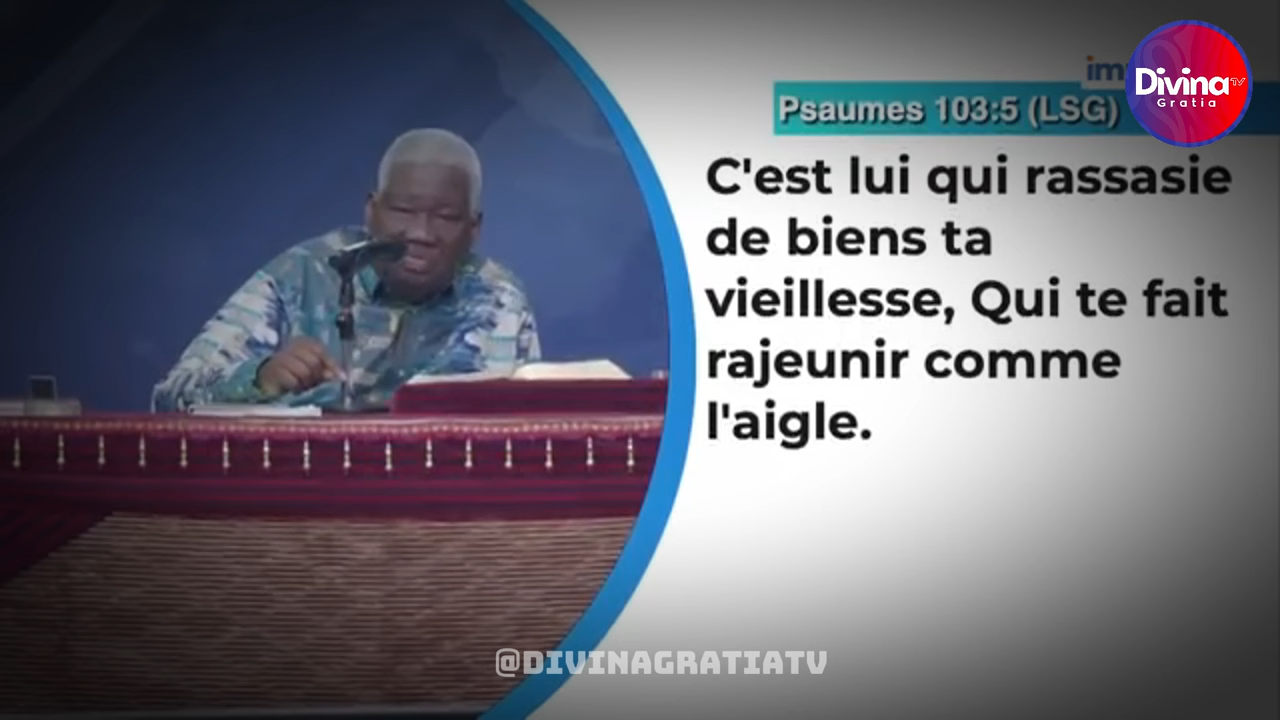 Divina TV
Gratia
Psaumes 103:5 (LSG)
C'est lui qui rassasie
de biens ta
vieillesse, Qui te fait
rajeunir comme
l'aigle.
@DIVINAGRATIATV